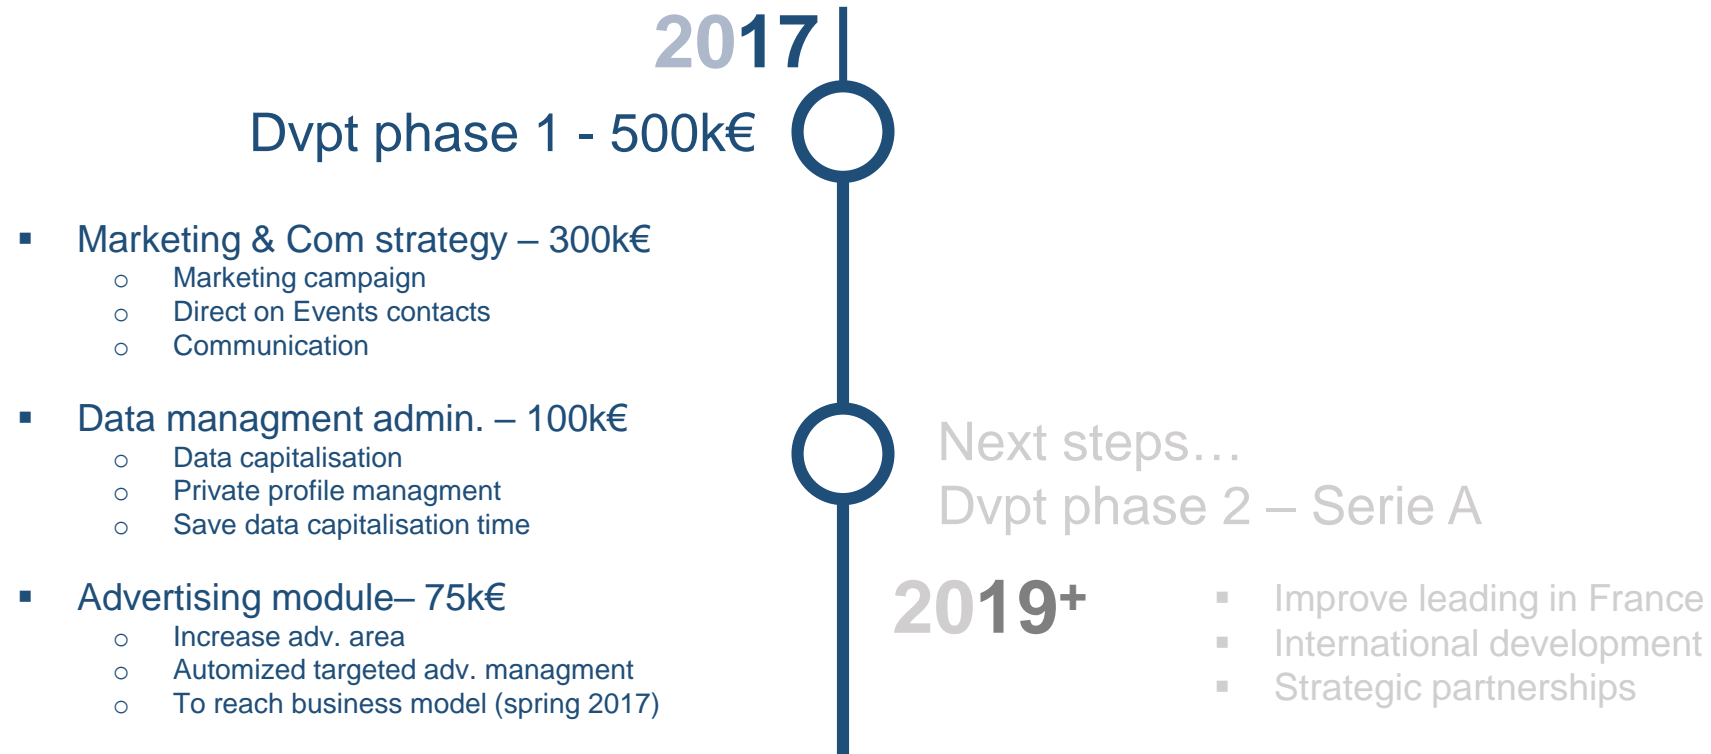 2017
Dvpt phase 1 - 500k€
▪ Marketing & Com strategy – 300k€
o Marketing campaign
o Direct on Events contacts
o Communication
▪ Data managment admin. – 100k€
o Data capitalisation
o Private profile managment
o Save data capitalisation time
▪ Advertising module– 75k€
o Increase adv. area
o Automized targeted adv. managment
o To reach business model (spring 2017)
Next steps…
Dvpt phase 2 – Serie A
2019+
▪ Improve leading in France
▪ International development
▪ Strategic partnerships